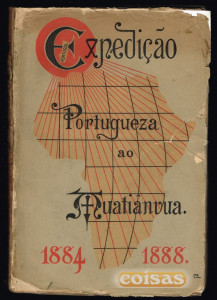 Expedição
Portugueza
ao
Muatiânvua.
1884 1888.
coisas